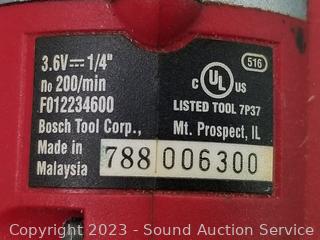 3.6V⎓1/4"
no 200/min
F012234600
Bosch Tool Corp.,
Made in
Malaysia
C UL US
516
LISTED TOOL 7P37
Mt. Prospect, IL
788 006300
Copyright 2023 - Sound Auction Service